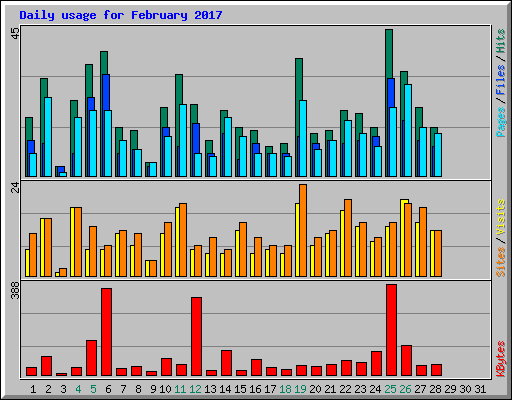 Daily usage for February 2017
45
Pages / Files / Hits
24
Sites / Visits
388
KBytes
1 2 3 4 5 6 7 8 9 10 11 12 13 14 15 16 17 18 19 20 21 22 23 24 25 26 27 28 29 30 31